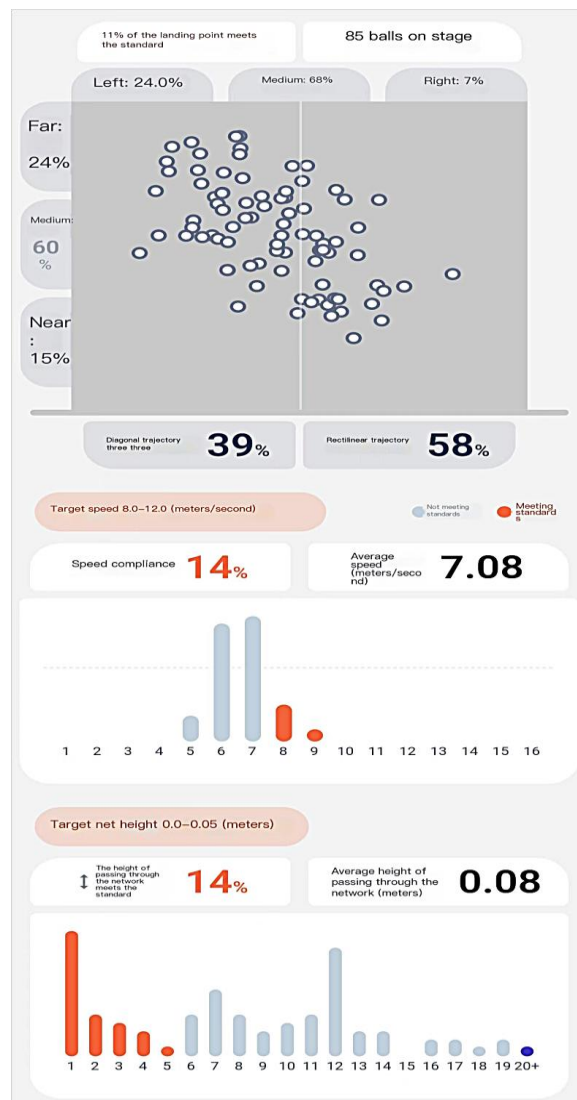 11% of the landing point meets
the standard
85 balls on stage
Left: 24.0%
Medium: 68%
Right: 7%
Far:
24%
Medium:
60
%
Near
:
15%
Diagonal trajectory
three three
39%
Rectilinear trajectory
58%
Target speed 8.0-12.0 (meters/second)
Not meeting
standards
Meeting
standard
s
Speed compliance
14%
Average
speed
(meters/seco
nd)
7.08
1 2 3 4 5 6 7 8 9 10 11 12 13 14 15 16
Target net height 0.0-0.05 (meters)
The height of
passing through
the network
meets the
standard
14%
Average height of
passing through the
network (meters)
0.08
1 2 3 4 5 6 7 8 9 10 11 12 13 14 15 16 17 18 19 20+